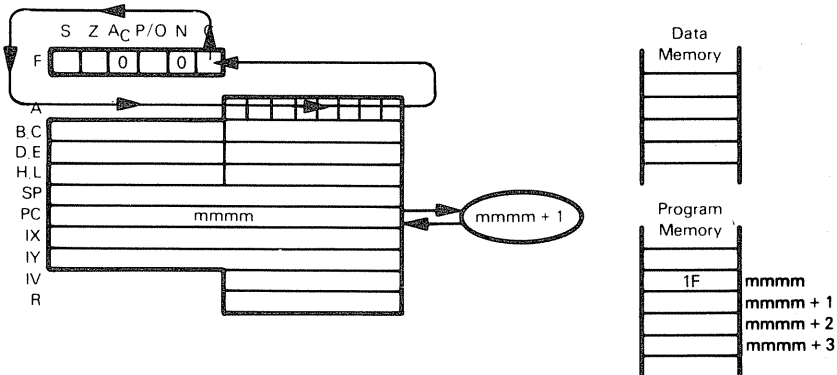 S Z AC P/O N C
F 0 0
A
B,C
D,E
H,L
SP
PC mmmm mmmm + 1
IX
IY
IV
R
Data
Memory
Program
Memory
1F mmmm
mmmm + 1
mmmm + 2
mmmm + 3